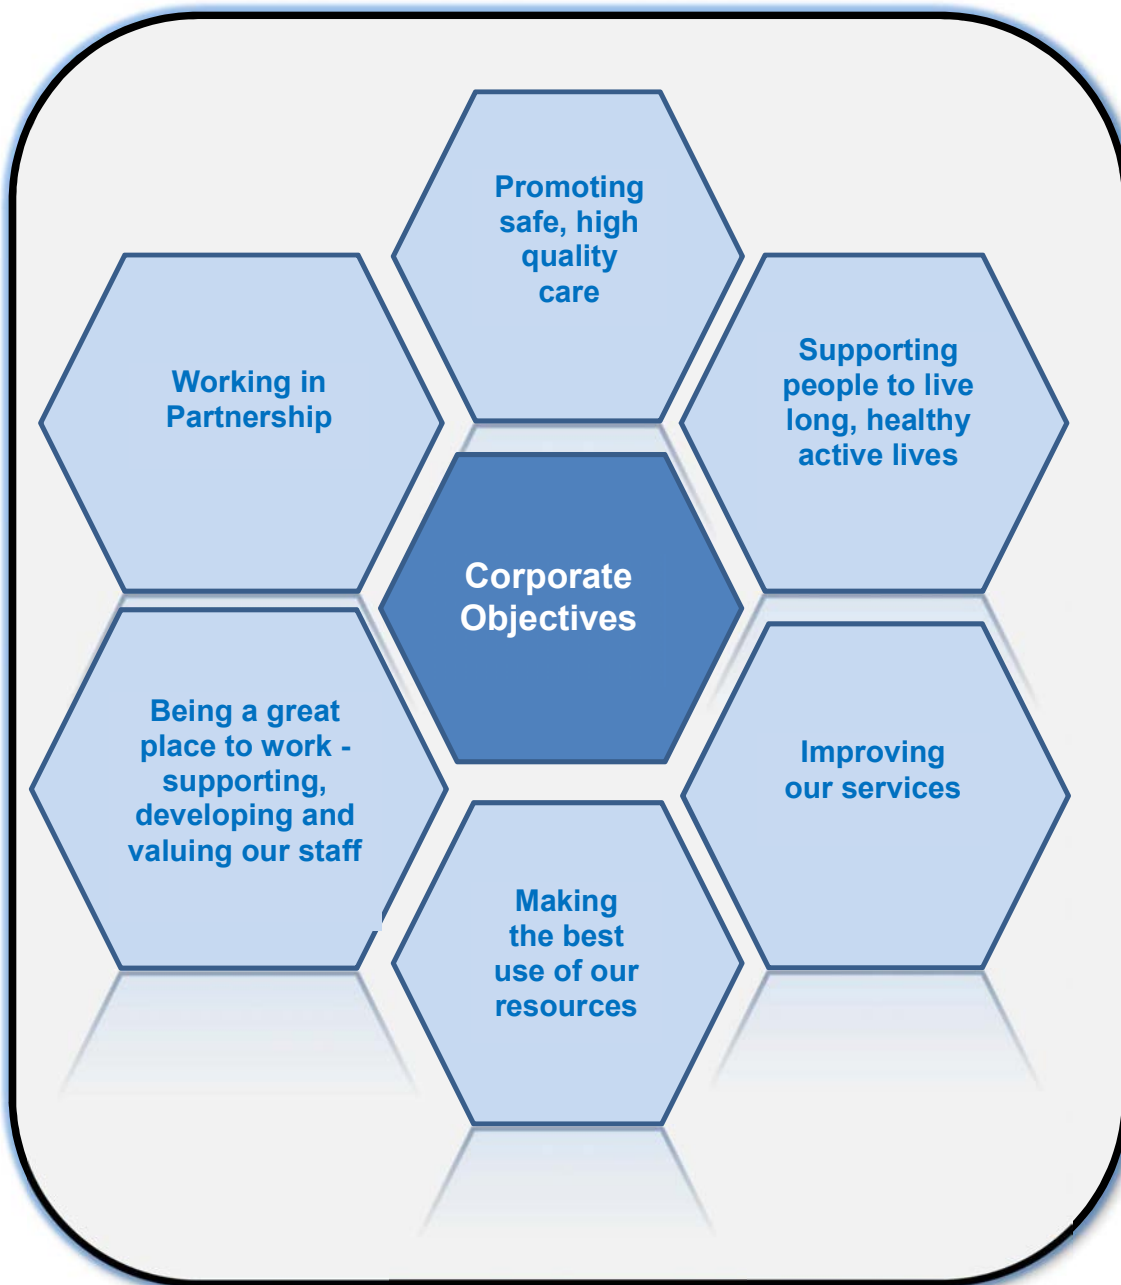 Promoting
safe, high
quality
care
Working in
Partnership
Supporting
people to live
long, healthy
active lives
Corporate
Objectives
Being a great
place to work -
supporting,
developing and
valuing our staff
Improving
our services
Making
the best
use of our
resources